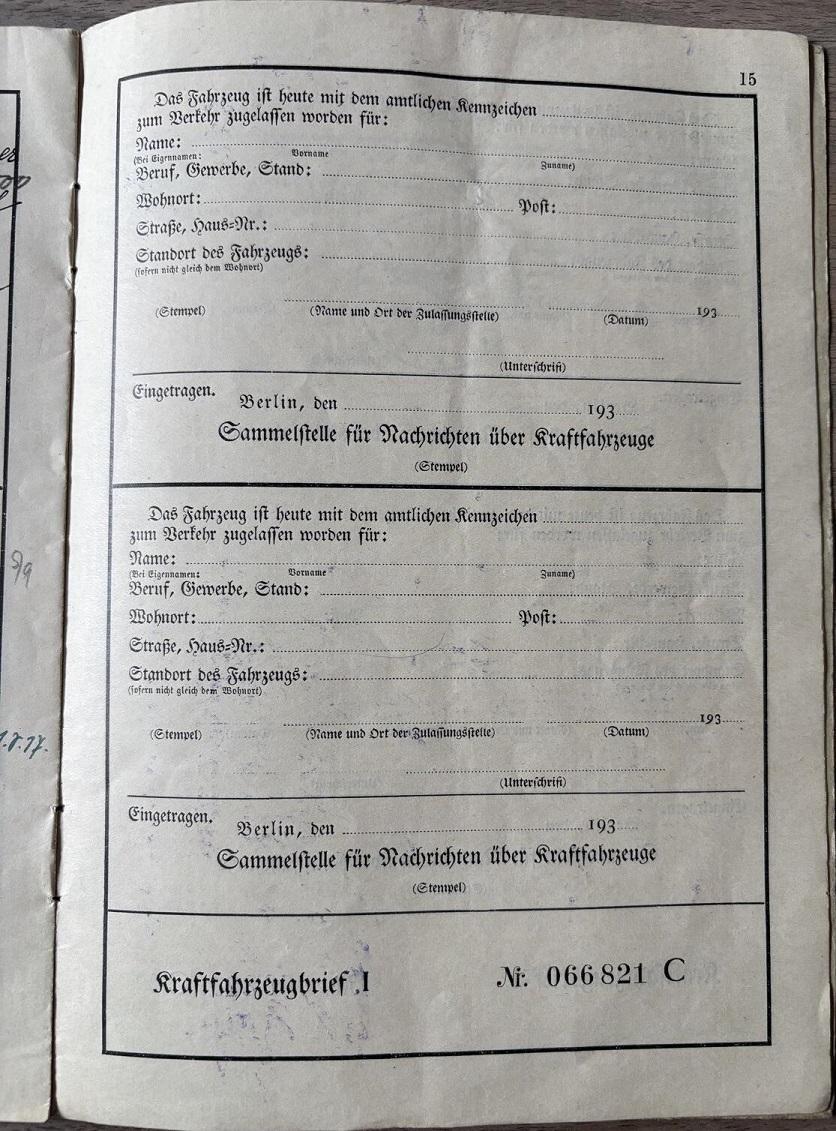 15
Das Fahrzeug ist heute mit dem amtlichen Kennzeichen
zum Verkehr zugelassen worden für:
Name:
(Bei Eigennamen: Vorname Zuname)
Beruf, Gewerbe, Stand:
Wohnort: Post:
Straße, Haus-Nr.:
Standort des Fahrzeugs:
(sofern nicht gleich dem Wohnort)
193
(Stempel) (Name und Ort der Zulassungsstelle) (Datum)
(Unterschrift)
Eingetragen.
Berlin, den 193
Sammelstelle für Nachrichten über Kraftfahrzeuge
(Stempel)
Das Fahrzeug ist heute mit dem amtlichen Kennzeichen
zum Verkehr zugelassen worden für:
Name:
(Bei Eigennamen: Vorname Zuname)
Beruf, Gewerbe, Stand:
Wohnort: Post:
Straße, Haus-Nr.:
Standort des Fahrzeugs:
(sofern nicht gleich dem Wohnort)
193
(Stempel) (Name und Ort der Zulassungsstelle) (Datum)
(Unterschrift)
Eingetragen.
Berlin, den 193
Sammelstelle für Nachrichten über Kraftfahrzeuge
(Stempel)
Kraftfahrzeugbrief I Nr. 066821 C